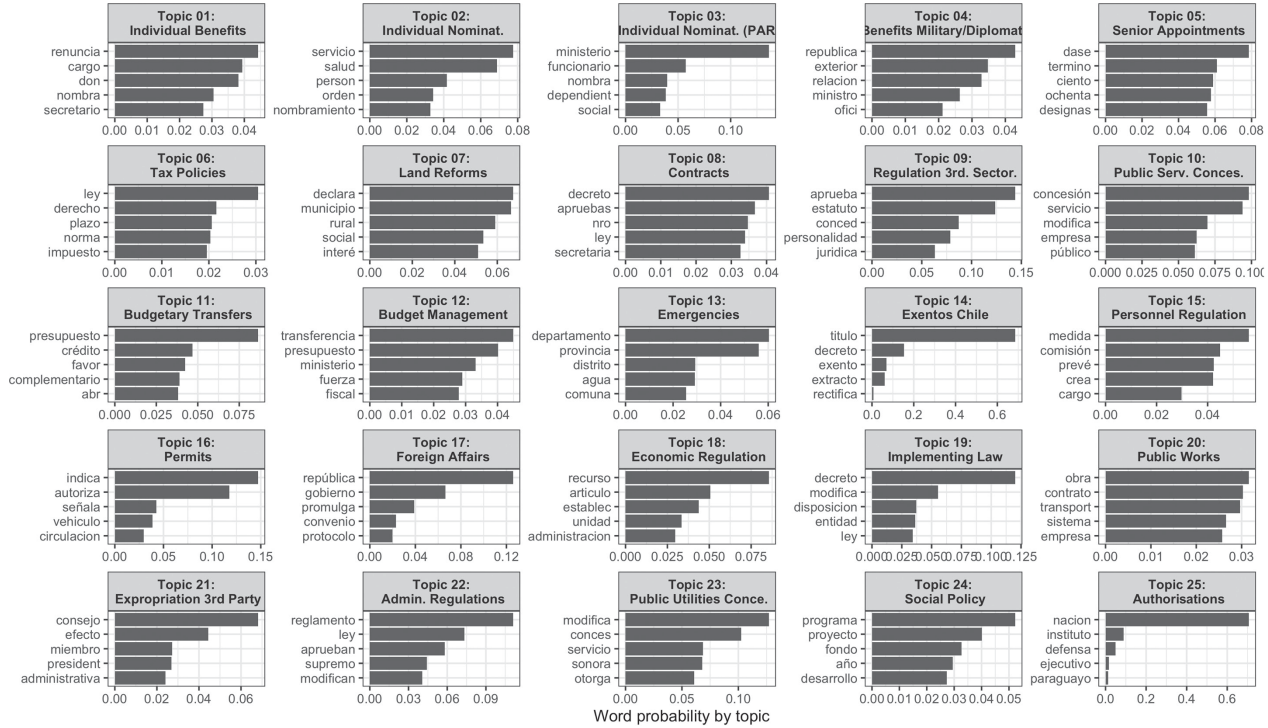 Topic 01:
Individual Benefits
renuncia
cargo
don
nombra
secretario
0.00 0.01 0.02 0.03 0.04
Topic 02:
Individual Nominat.
servicio
salud
person
orden
nombramiento
0.00 0.02 0.04 0.06 0.08
Topic 03:
Individual Nominat. (PAR
ministerio
funcionario
nombra
dependient
social
0.00 0.05 0.10
Topic 04:
Benefits Military/Diplomat
republica
exterior
relacion
ministro
ofici
0.00 0.01 0.02 0.03 0.04
Topic 05:
Senior Appointments
dase
termino
ciento
ochenta
designas
0.00 0.02 0.04 0.06 0.08
Topic 06:
Tax Policies
ley
derecho
plazo
norma
impuesto
0.00 0.01 0.02 0.03
Topic 07:
Land Reforms
declara
municipio
rural
social
interé
0.00 0.02 0.04 0.06
Topic 08:
Contracts
decreto
apruebas
nro
ley
secretaria
0.00 0.01 0.02 0.03 0.04
Topic 09:
Regulation 3rd. Sector.
aprueba
estatuto
conced
personalidad
juridica
0.00 0.05 0.10 0.15
Topic 10:
Public Serv. Conces.
concesión
servicio
modifica
empresa
público
0.000 0.025 0.050 0.075 0.100
Topic 11:
Budgetary Transfers
presupuesto
crédito
favor
complementario
abr
0.000 0.025 0.050 0.075
Topic 12:
Budget Management
transferencia
presupuesto
ministerio
fuerza
fiscal
0.00 0.01 0.02 0.03 0.04
Topic 13:
Emergencies
departamento
provincia
distrito
agua
comuna
0.00 0.02 0.04 0.06
Topic 14:
Exentos Chile
titulo
decreto
exento
extracto
rectifica
0.0 0.2 0.4 0.6
Topic 15:
Personnel Regulation
medida
comisión
prevé
crea
cargo
0.00 0.02 0.04
Topic 16:
Permits
indica
autoriza
señala
vehiculo
circulacion
0.00 0.05 0.10 0.15
Topic 17:
Foreign Affairs
república
gobierno
promulga
convenio
protocolo
0.00 0.04 0.08 0.12
Topic 18:
Economic Regulation
recurso
articulo
establec
unidad
administracion
0.000 0.025 0.050 0.075
Topic 19:
Implementing Law
decreto
modifica
disposicion
entidad
ley
0.000 0.025 0.050 0.075 0.100 0.125
Topic 20:
Public Works
obra
contrato
transport
sistema
empresa
0.00 0.01 0.02 0.03
Topic 21:
Expropriation 3rd Party
consejo
efecto
miembro
president
administrativa
0.00 0.02 0.04 0.06
Topic 22:
Admin. Regulations
reglamento
ley
aprueban
supremo
modifican
0.00 0.03 0.06 0.09
Topic 23:
Public Utilities Conce.
modifica
conces
servicio
sonora
otorga
0.00 0.05 0.10
Topic 24:
Social Policy
programa
proyecto
fondo
año
desarrollo
0.00 0.01 0.02 0.03 0.04 0.05
Topic 25:
Authorisations
nacion
instituto
defensa
ejecutivo
paraguayo
0.0 0.2 0.4 0.6
Word probability by topic